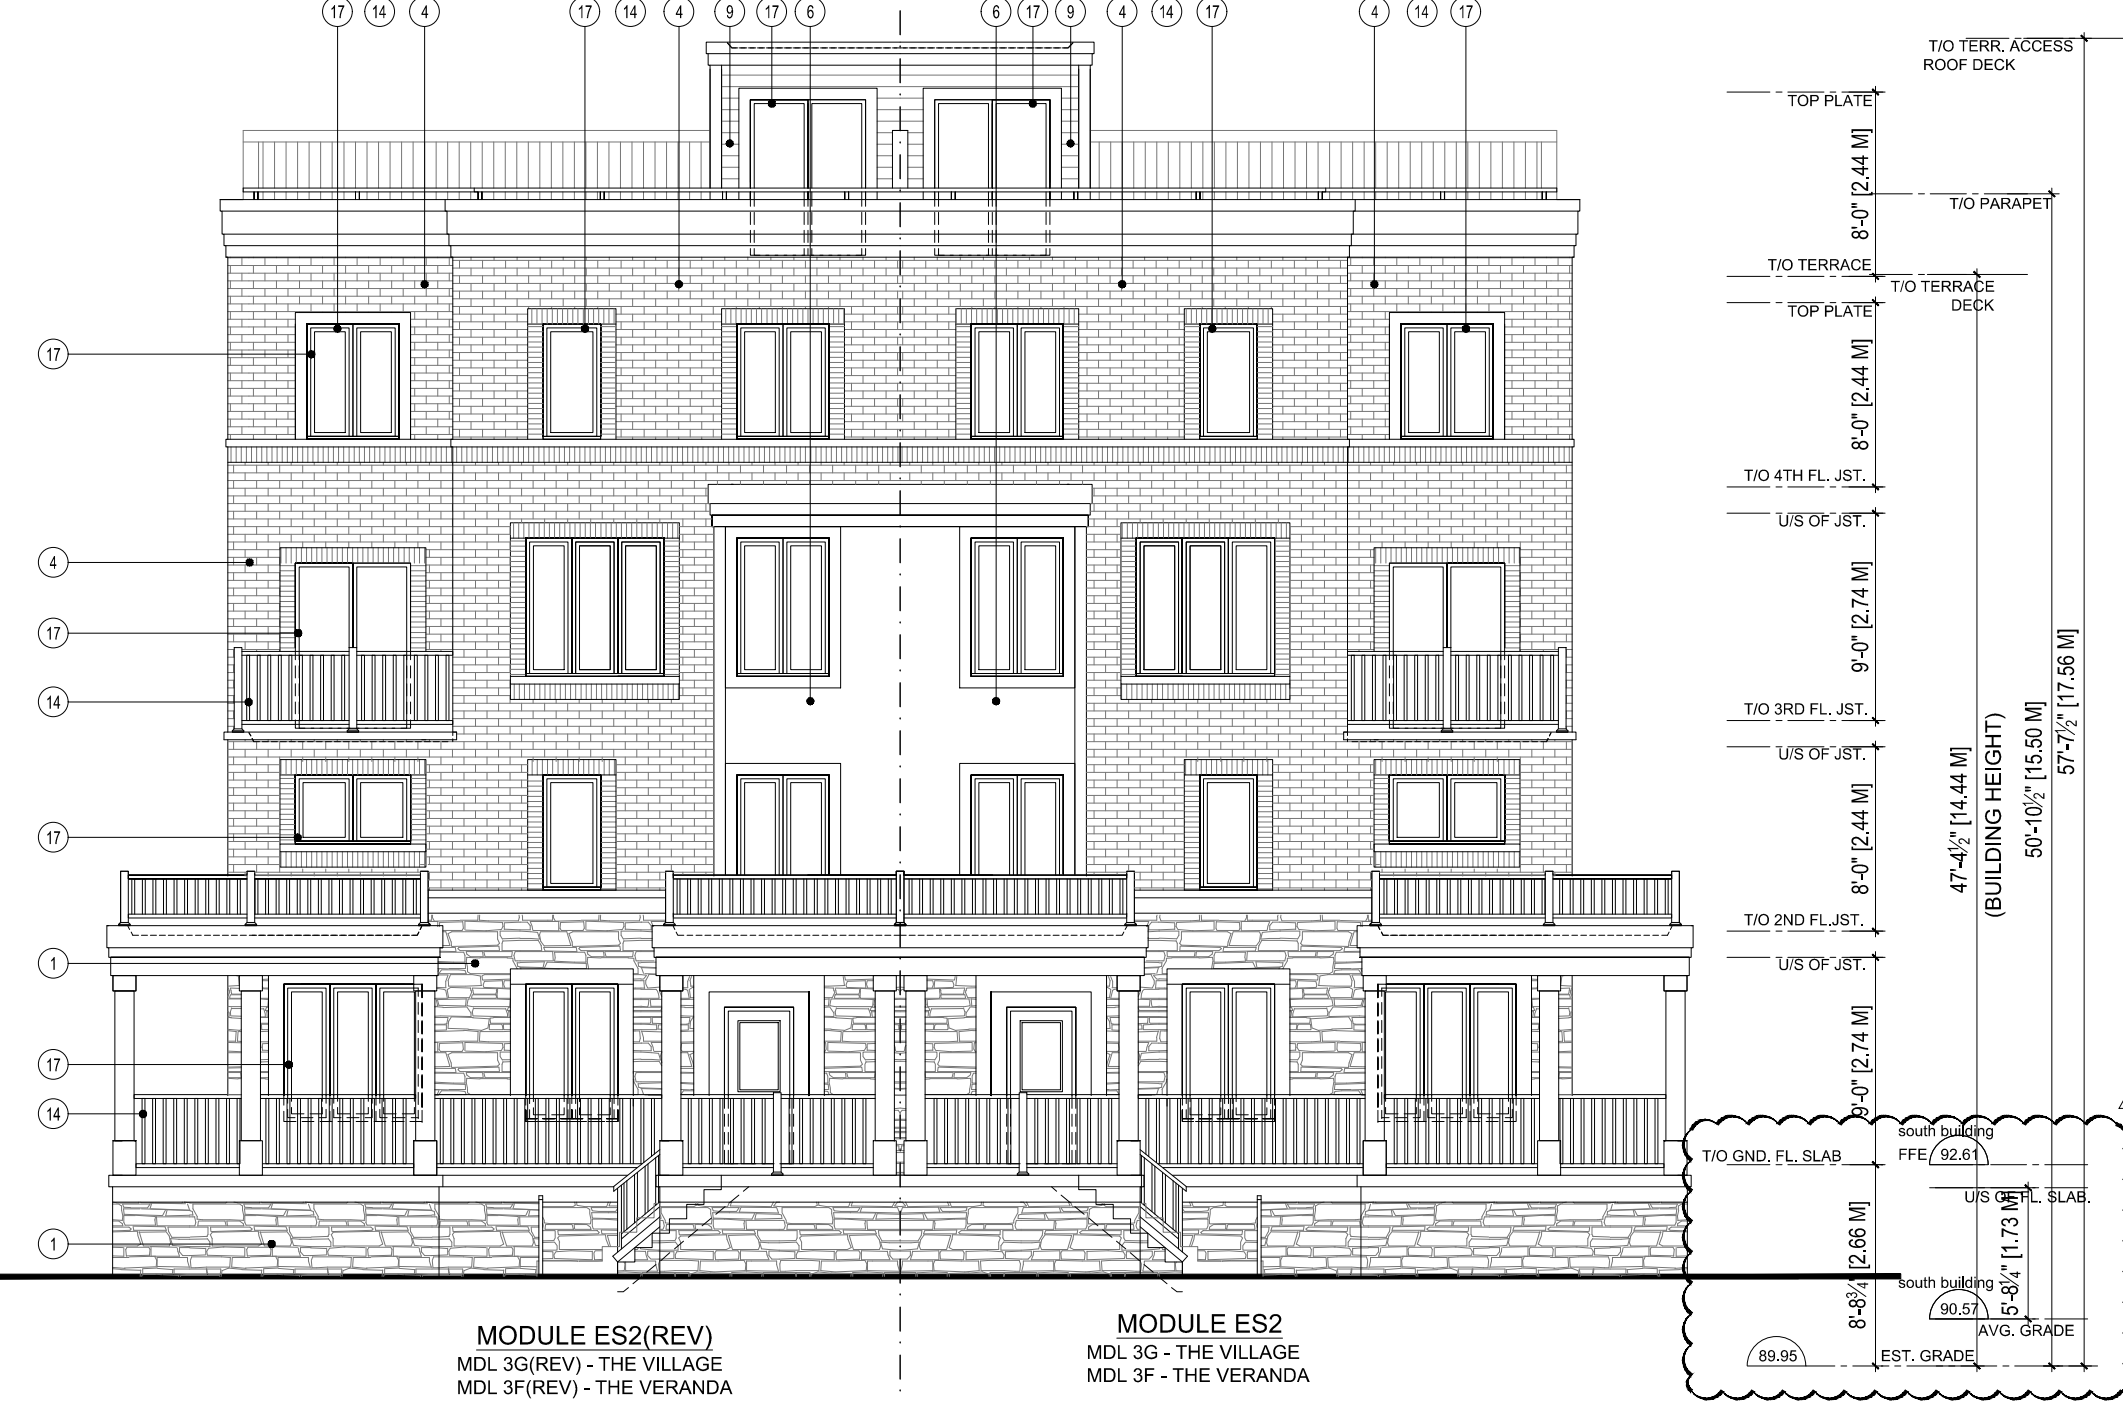 17 14 4 17 14 4 9 17 6 6 17 9 4 14 17 4 14 17
T/O TERR. ACCESS
ROOF DECK
TOP PLATE
8'-0" [2.44 M]
T/O PARAPET
T/O TERRACE
T/O TERRACE
DECK
TOP PLATE
17
8'-0" [2.44 M]
T/O 4TH FL. JST.
U/S OF JST.
4
9'-0" [2.74 M]
17
14
T/O 3RD FL. JST.
U/S OF JST.
57'-7½" [17.56 M]
50'-10½" [15.50 M]
47'-4½" [14.44 M]
(BUILDING HEIGHT)
17
8'-0" [2.44 M]
T/O 2ND FL.JST.
1
U/S OF JST.
17
9'-0" [2.74 M]
14
south building
T/O GND. FL. SLAB
FFE 92.61
U/S OF FL. SLAB.
1
8'-8¾" [2.66 M]
5'-8¼" [1.73 M]
south building
90.57
AVG. GRADE
89.95
EST. GRADE
MODULE ES2(REV)
MDL 3G(REV) - THE VILLAGE
MDL 3F(REV) - THE VERANDA
MODULE ES2
MDL 3G - THE VILLAGE
MDL 3F - THE VERANDA